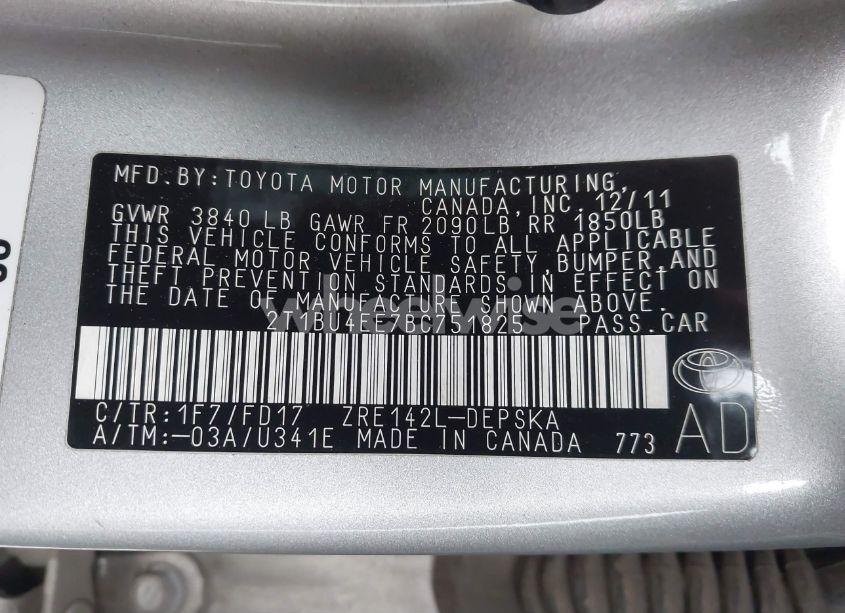 MFD.BY:TOYOTA MOTOR MANUFACTURING,
CANADA, INC. 12/11
GVWR 3840 LB GAWR FR 2090LB RR 1850LB
THIS VEHICLE CONFORMS TO ALL APPLICABLE
FEDERAL MOTOR VEHICLE SAFETY, BUMPER, AND
THEFT PREVENTION STANDARDS IN EFFECT ON
THE DATE OF MANUFACTURE SHOWN ABOVE.
PASS.CAR
wheelwise
C/TR:1F7/FD17 ZRE142L-DEPSKA
A/TM:-03A/U341E MADE IN CANADA 773
AD